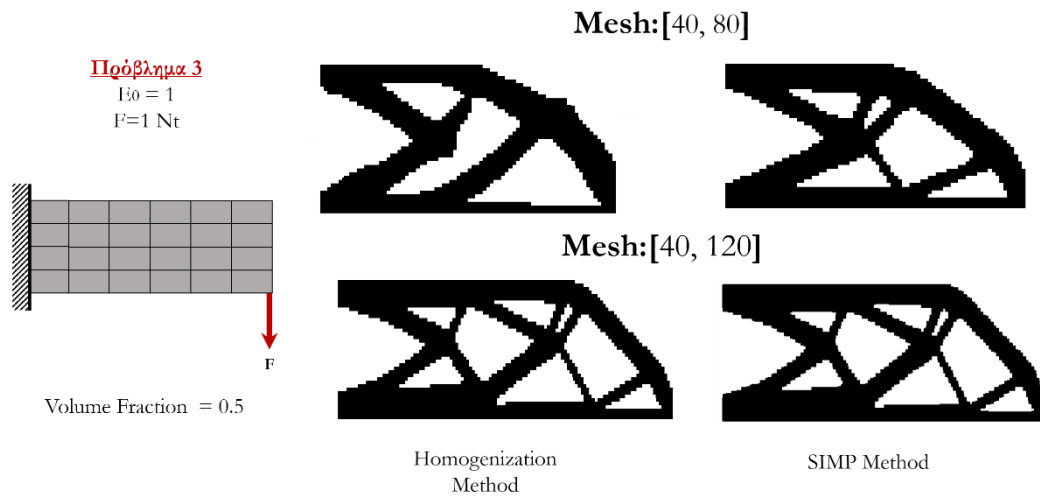 Πρόβλημα 3
E0 = 1
F=1 Nt
F
Volume Fraction = 0.5
Mesh:[40, 80]
Mesh:[40, 120]
Homogenization
Method
SIMP Method